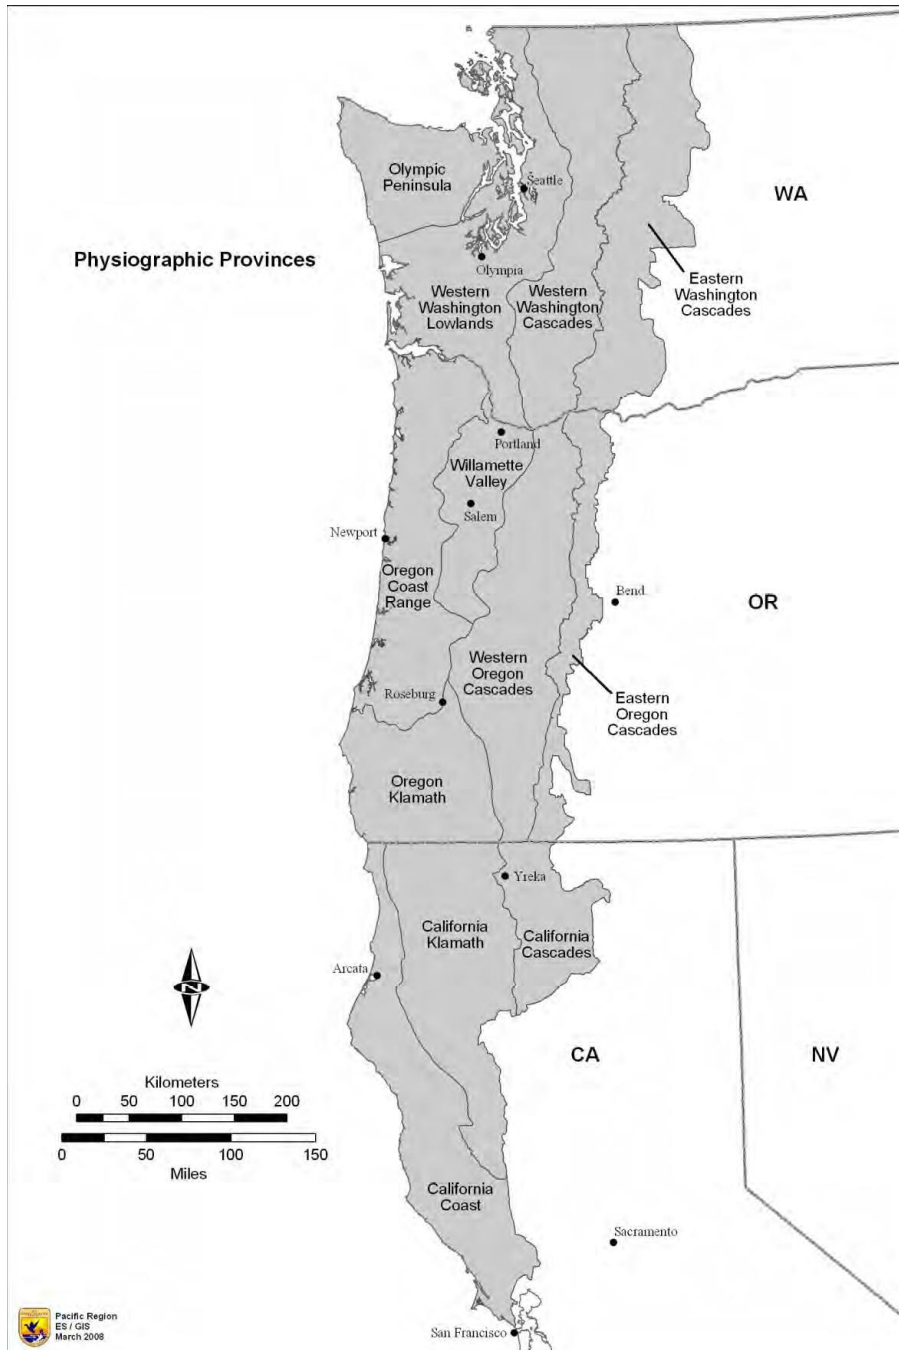 Olympic
Peninsula
Seattle
WA
Physiographic Provinces
Olympia
Western
Washington
Lowlands
Western
Washington
Cascades
Eastern
Washington
Cascades
Portland
Willamette
Valley
Salem
Newport
Oregon
Coast
Range
Bend
OR
Western
Oregon
Cascades
Roseburg
Eastern
Oregon
Cascades
Oregon
Klamath
Yreka
California
Klamath
California
Cascades
Arcata
N
CA
NV
Kilometers
0 50 100 150 200
0 50 100 150
Miles
California
Coast
Sacramento
San Francisco
Pacific Region
ES / GIS
March 2008